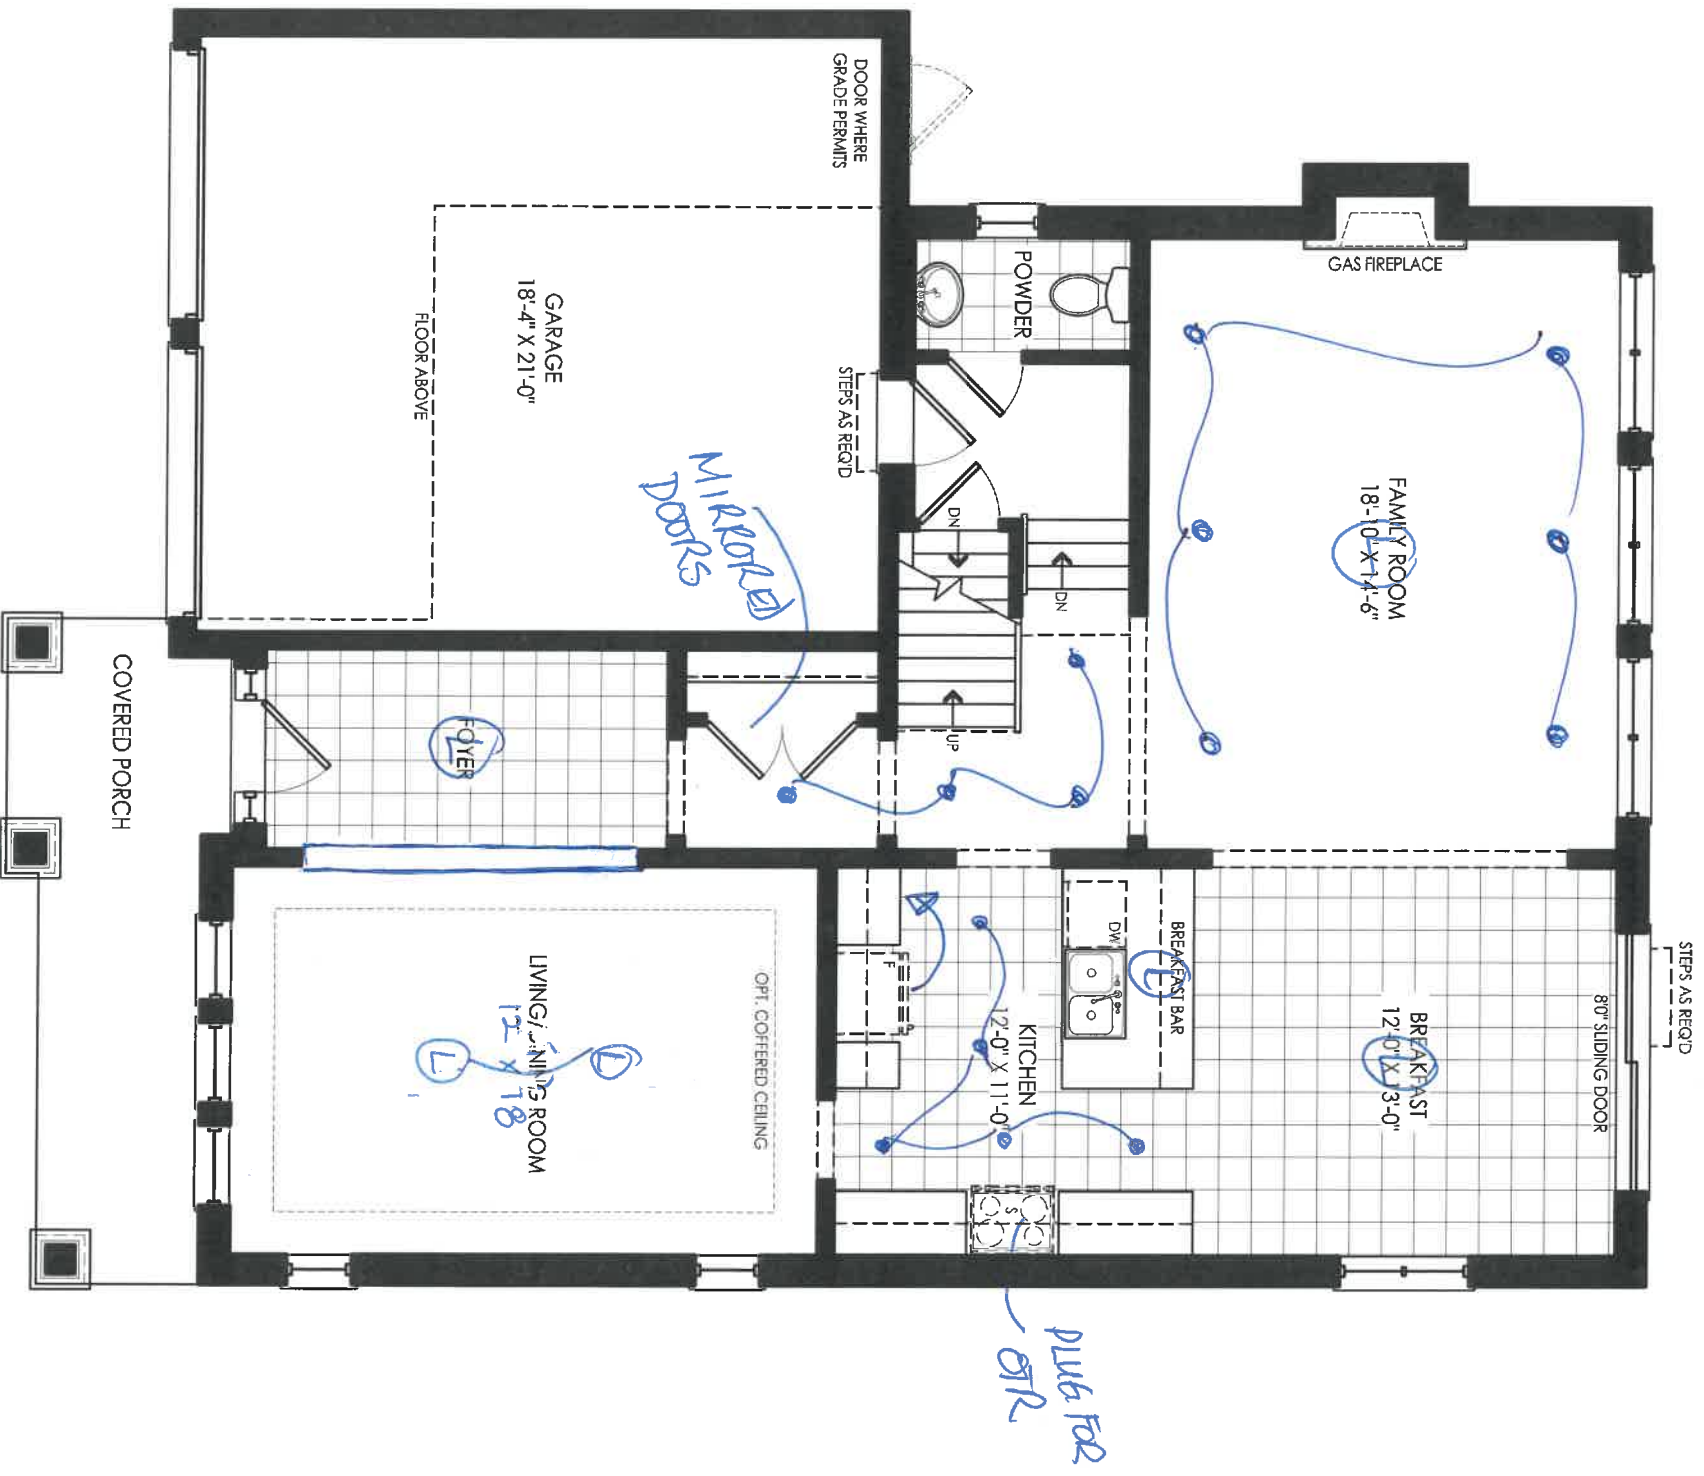 DOOR WHERE
GRADE PERMITS
GARAGE
18'-4" X 21'-0"
FLOOR ABOVE
STEPS AS REQ'D
MIRRORED
DOORS
POWDER
GAS FIREPLACE
FAMILY ROOM
18'-10" X 14'-6"
L
DN
DN
UP
COVERED PORCH
FOYER
L
STEPS AS REQ'D
8'0" SLIDING DOOR
BREAKFAST
12'-0" X 13'-0"
L
BREAKFAST BAR
L
DW
F
KITCHEN
12'-0" X 11'-0"
S
OPT. COFFERED CEILING
LIVING/DINING ROOM
12 X 18
L
L
PLUG FOR
OTR